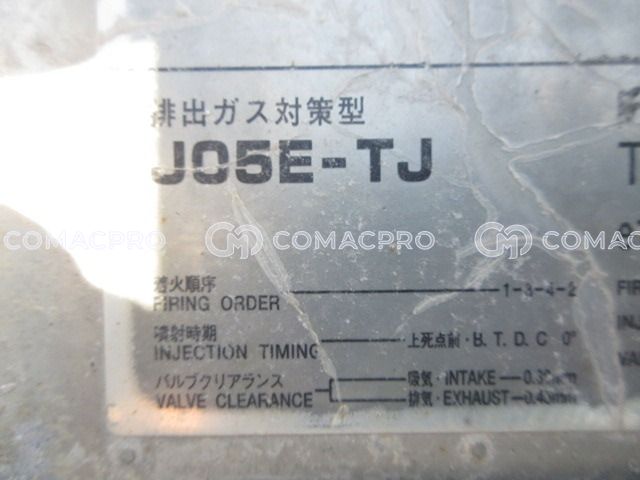 排出ガス対策型
J05E-TJ
COMACPRO COMACPRO COMACPRO
着火順序
FIRING ORDER 1-3-4-2
噴射時期
INJECTION TIMING 上死点前・B.T.D.C 0°
バルブクリアランス
VALVE CLEARANCE
吸気・INTAKE
排気・EXHAUST